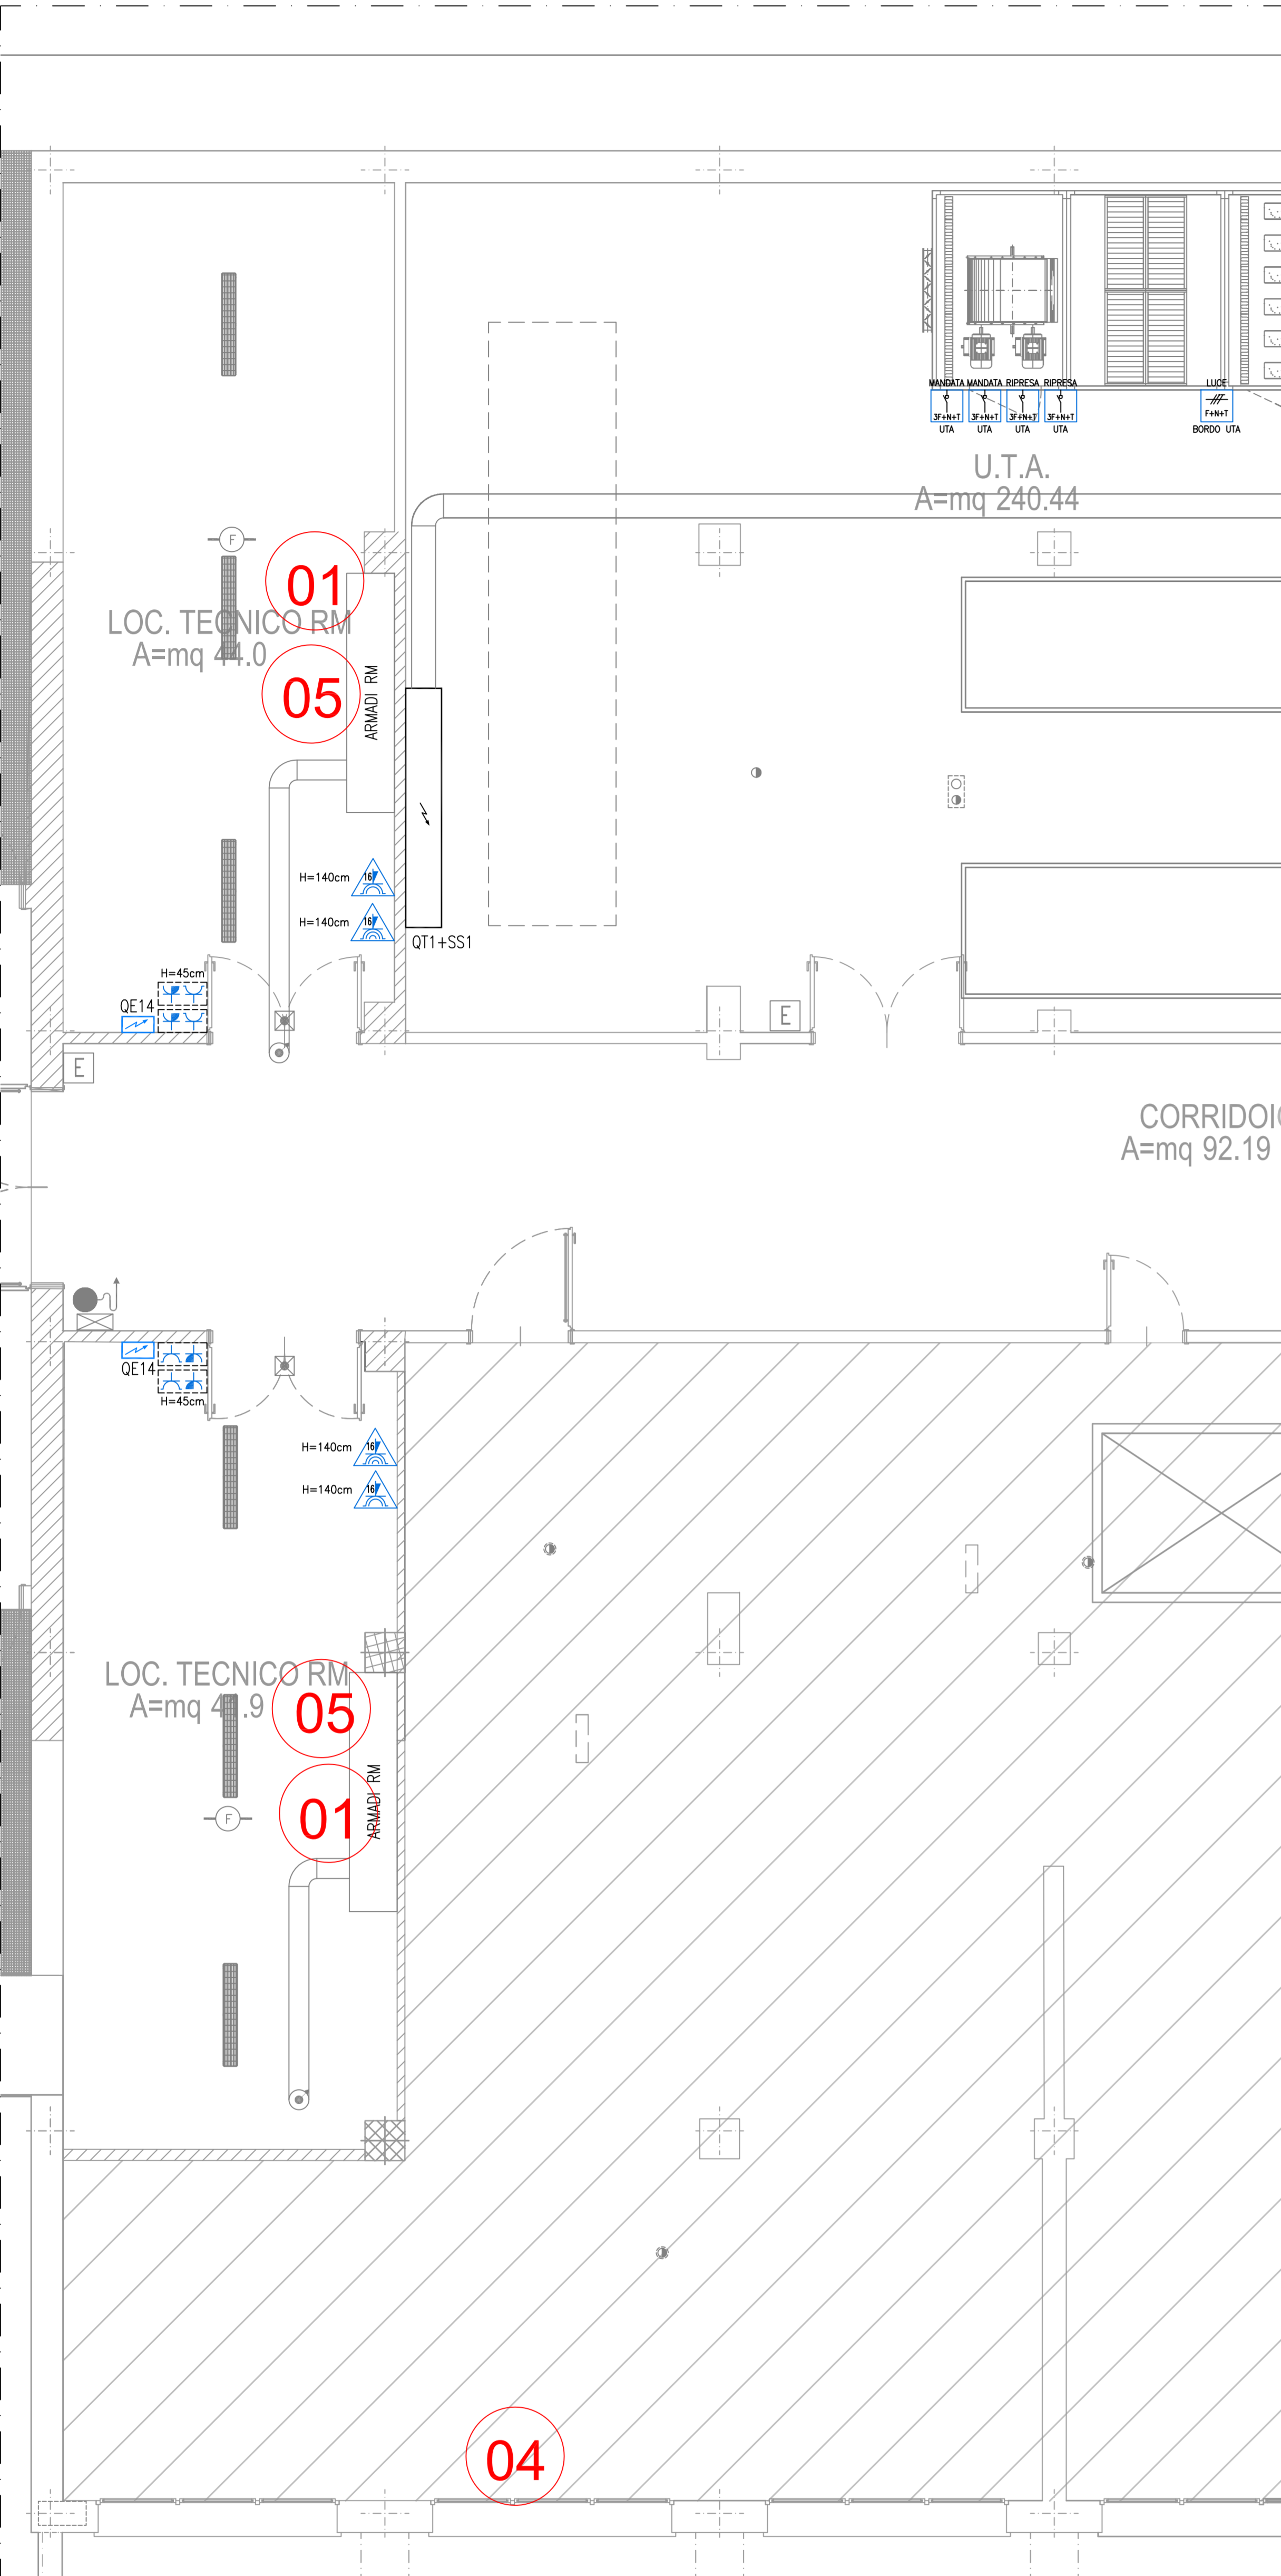 MANDATA MANDATA RIPRESA RIPRESA
LUCE
3F+N+T 3F+N+T 3F+N+T 3F+N+T
F+N+T
UTA UTA UTA UTA
BORDO UTA
U.T.A.
A=mq 240.44
F
01
LOC. TECNICO RM
A=mq 44.0
05
ARMADI RM
H=140cm
16
H=140cm
16
QT1+SS1
H=45cm
QE14
E
E
CORRIDOIO
A=mq 92.19
QE14
H=45cm
H=140cm
16
H=140cm
16
LOC. TECNICO RM
A=mq 41.9
05
ARMADI RM
01
F
04